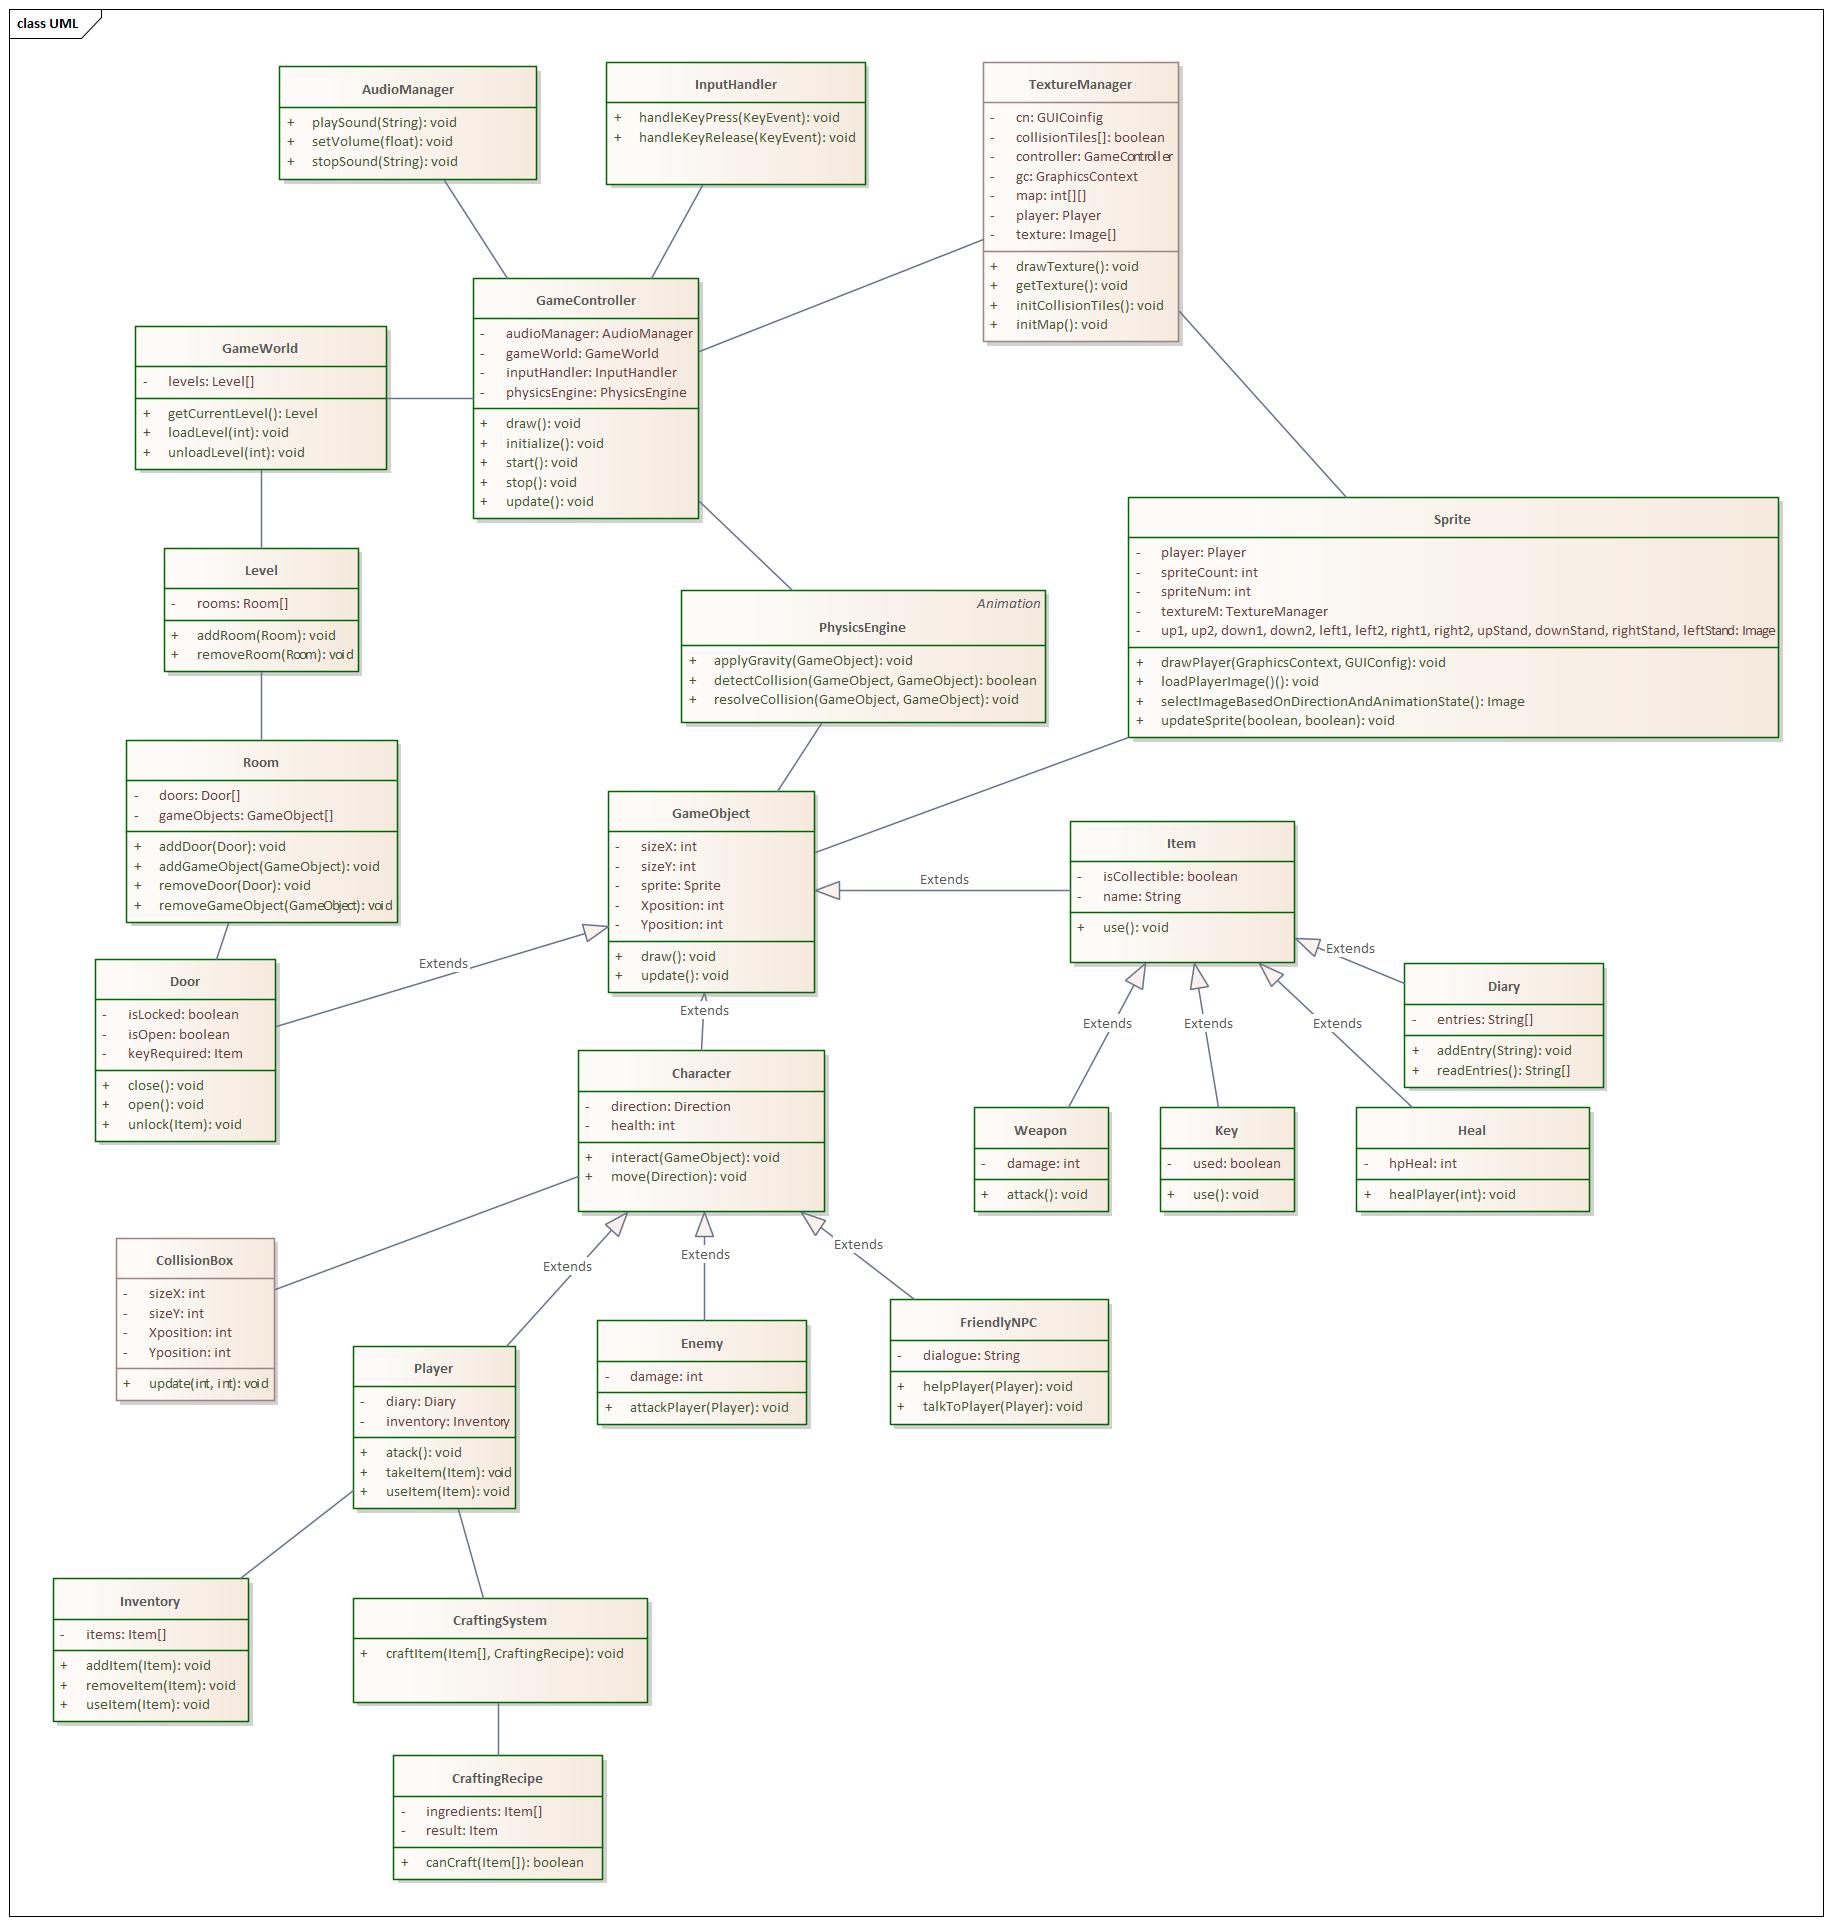 class UML
AudioManager
+ playSound(String): void
+ setVolume(float): void
+ stopSound(String): void
InputHandler
+ handleKeyPress(KeyEvent): void
+ handleKeyRelease(KeyEvent): void
TextureManager
- cn: GUICoinfig
- collisionTiles[]: boolean
- controller: GameController
- gc: GraphicsContext
- map: int[][]
- player: Player
- texture: Image[]
+ drawTexture(): void
+ getTexture(): void
+ initCollisionTiles(): void
+ initMap(): void
GameController
- audioManager: AudioManager
- gameWorld: GameWorld
- inputHandler: InputHandler
- physicsEngine: PhysicsEngine
+ draw(): void
+ initialize(): void
+ start(): void
+ stop(): void
+ update(): void
GameWorld
- levels: Level[]
+ getCurrentLevel(): Level
+ loadLevel(int): void
+ unloadLevel(int): void
Level
- rooms: Room[]
+ addRoom(Room): void
+ removeRoom(Room): void
Animation
PhysicsEngine
+ applyGravity(GameObject): void
+ detectCollision(GameObject, GameObject): boolean
+ resolveCollision(GameObject, GameObject): void
Sprite
- player: Player
- spriteCount: int
- spriteNum: int
- textureM: TextureManager
- up1, up2, down1, down2, left1, left2, right1, right2, upStand, downStand, rightStand, leftStand: Image
+ drawPlayer(GraphicsContext, GUIConfig): void
+ loadPlayerImage()(): void
+ selectImageBasedOnDirectionAndAnimationState(): Image
+ updateSprite(boolean, boolean): void
Room
- doors: Door[]
- gameObjects: GameObject[]
+ addDoor(Door): void
+ addGameObject(GameObject): void
+ removeDoor(Door): void
+ removeGameObject(GameObject): void
GameObject
- sizeX: int
- sizeY: int
- sprite: Sprite
- Xposition: int
- Yposition: int
+ draw(): void
+ update(): void
Extends
Item
- isCollectible: boolean
- name: String
+ use(): void
Extends
Door
- isLocked: boolean
- isOpen: boolean
- keyRequired: Item
+ close(): void
+ open(): void
+ unlock(Item): void
Extends
Extends
Diary
- entries: String[]
+ addEntry(String): void
+ readEntries(): String[]
Extends
Extends
Extends
Character
- direction: Direction
- health: int
+ interact(GameObject): void
+ move(Direction): void
Weapon
- damage: int
+ attack(): void
Key
- used: boolean
+ use(): void
Heal
- hpHeal: int
+ healPlayer(int): void
CollisionBox
- sizeX: int
- sizeY: int
- Xposition: int
- Yposition: int
+ update(int, int): void
Extends
Extends
Extends
Player
- diary: Diary
- inventory: Inventory
+ atack(): void
+ takeItem(Item): void
+ useItem(Item): void
Enemy
- damage: int
+ attackPlayer(Player): void
FriendlyNPC
- dialogue: String
+ helpPlayer(Player): void
+ talkToPlayer(Player): void
Inventory
- items: Item[]
+ addItem(Item): void
+ removeItem(Item): void
+ useItem(Item): void
CraftingSystem
+ craftItem(Item[], CraftingRecipe): void
CraftingRecipe
- ingredients: Item[]
- result: Item
+ canCraft(Item[]): boolean